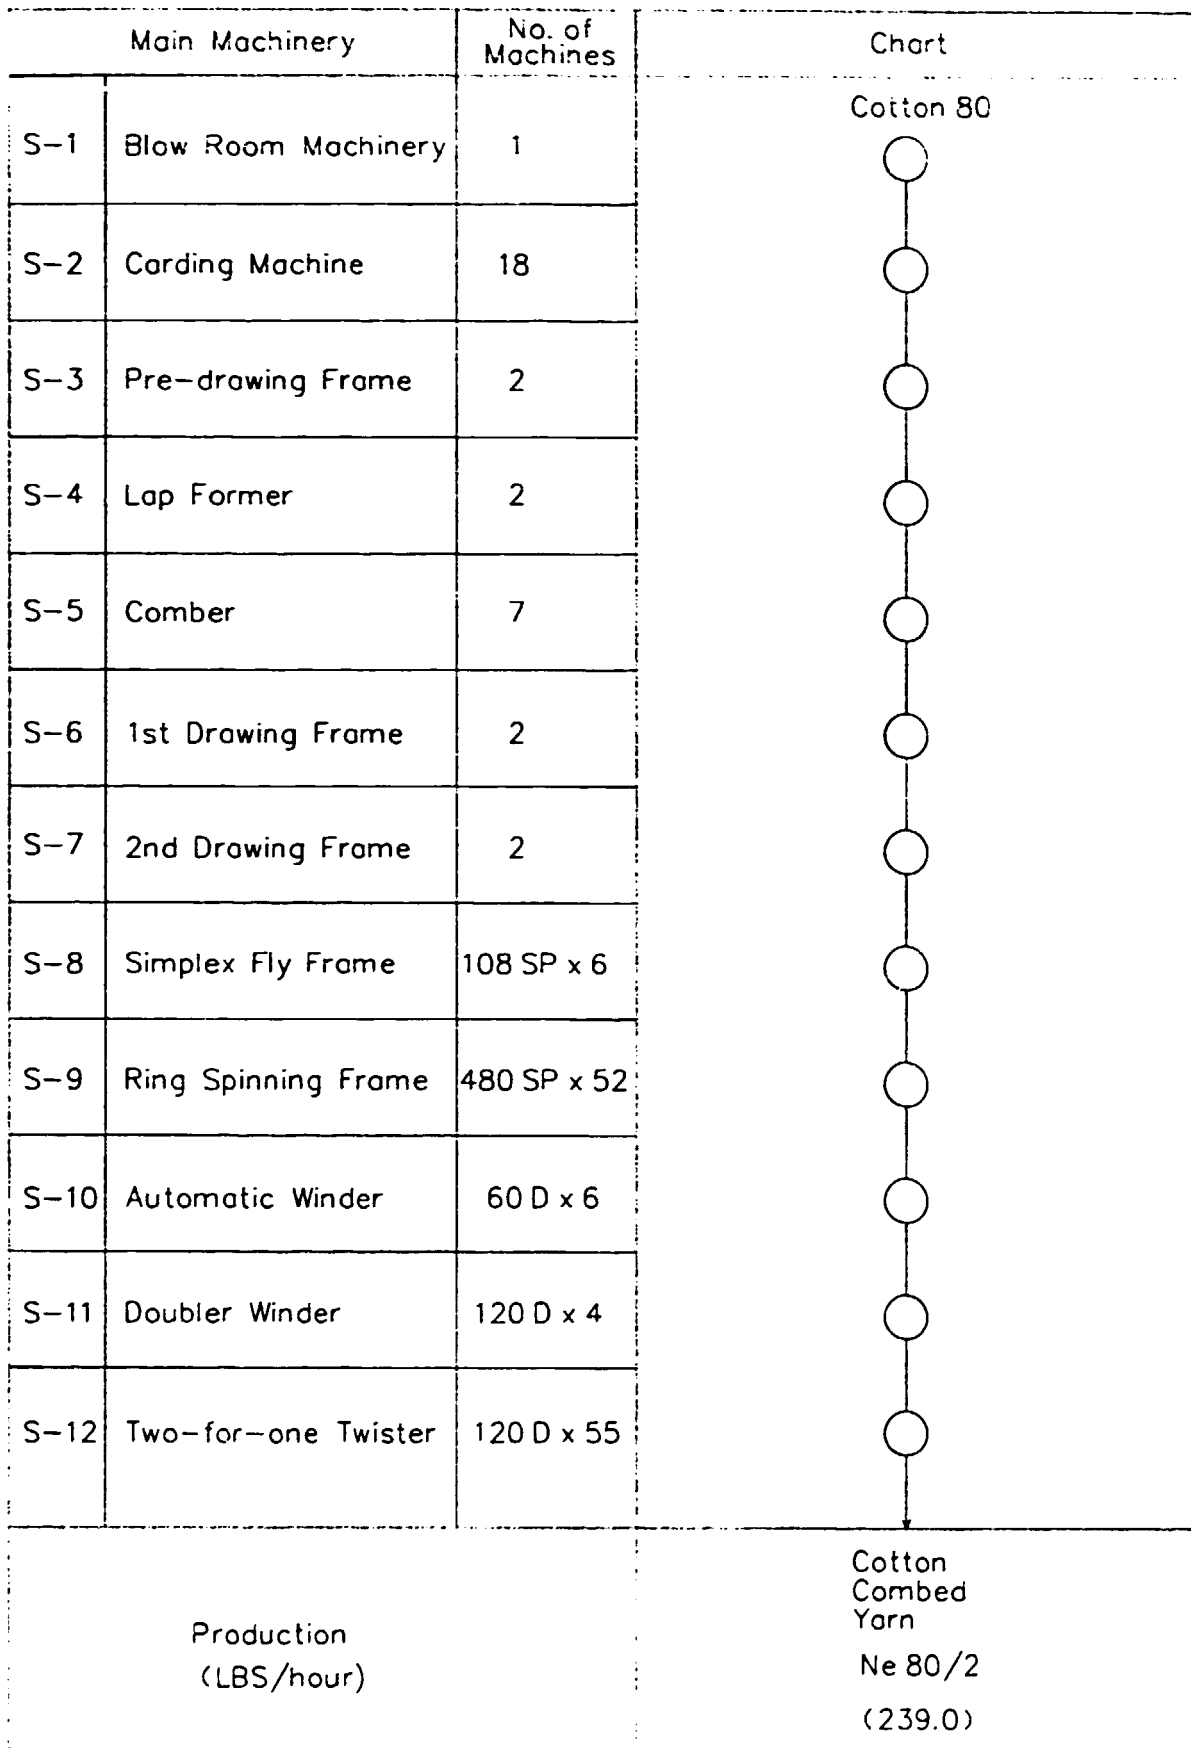 Main Machinery
No. of
Machines
Chart
Cotton 80
S-1 Blow Room Machinery 1
S-2 Carding Machine 18
S-3 Pre-drawing Frame 2
S-4 Lap Former 2
S-5 Comber 7
S-6 1st Drawing Frame 2
S-7 2nd Drawing Frame 2
S-8 Simplex Fly Frame 108 SP x 6
S-9 Ring Spinning Frame 480 SP x 52
S-10 Automatic Winder 60 D x 6
S-11 Doubler Winder 120 D x 4
S-12 Two-for-one Twister 120 D x 55
Production
(LBS/hour)
Cotton
Combed
Yarn
Ne 80/2
(239.0)